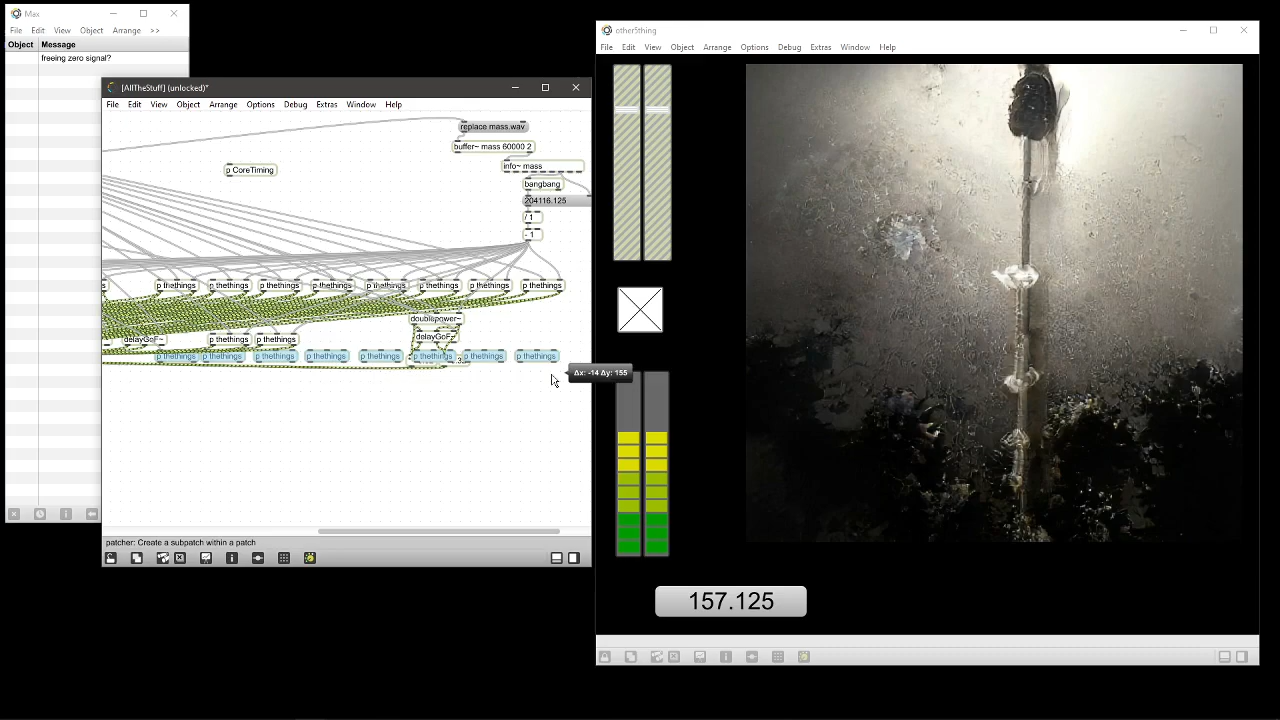 Max
File Edit View Object Arrange >>
Object Message
freeing zero signal?
[AllTheStuff] (unlocked)*
File Edit View Object Arrange Options Debug Extras Window Help
replace mass.wav
buffer~ mass 60000 2
info~ mass
p CoreTiming
bangbang
204116.125
/ 1
- 1
p thethings p thethings p thethings p thethings p thethings p thethings p thethings p thethings
doublepower~
delayGoF~ p thethings p thethings delayGoF~
p thethings p thethings p thethings p thethings p thethings p thethings p thethings p thethings
Δx: -14 Δy: 155
patcher: Create a subpatch within a patch
other5thing
File Edit View Object Arrange Options Debug Extras Window Help
157.125